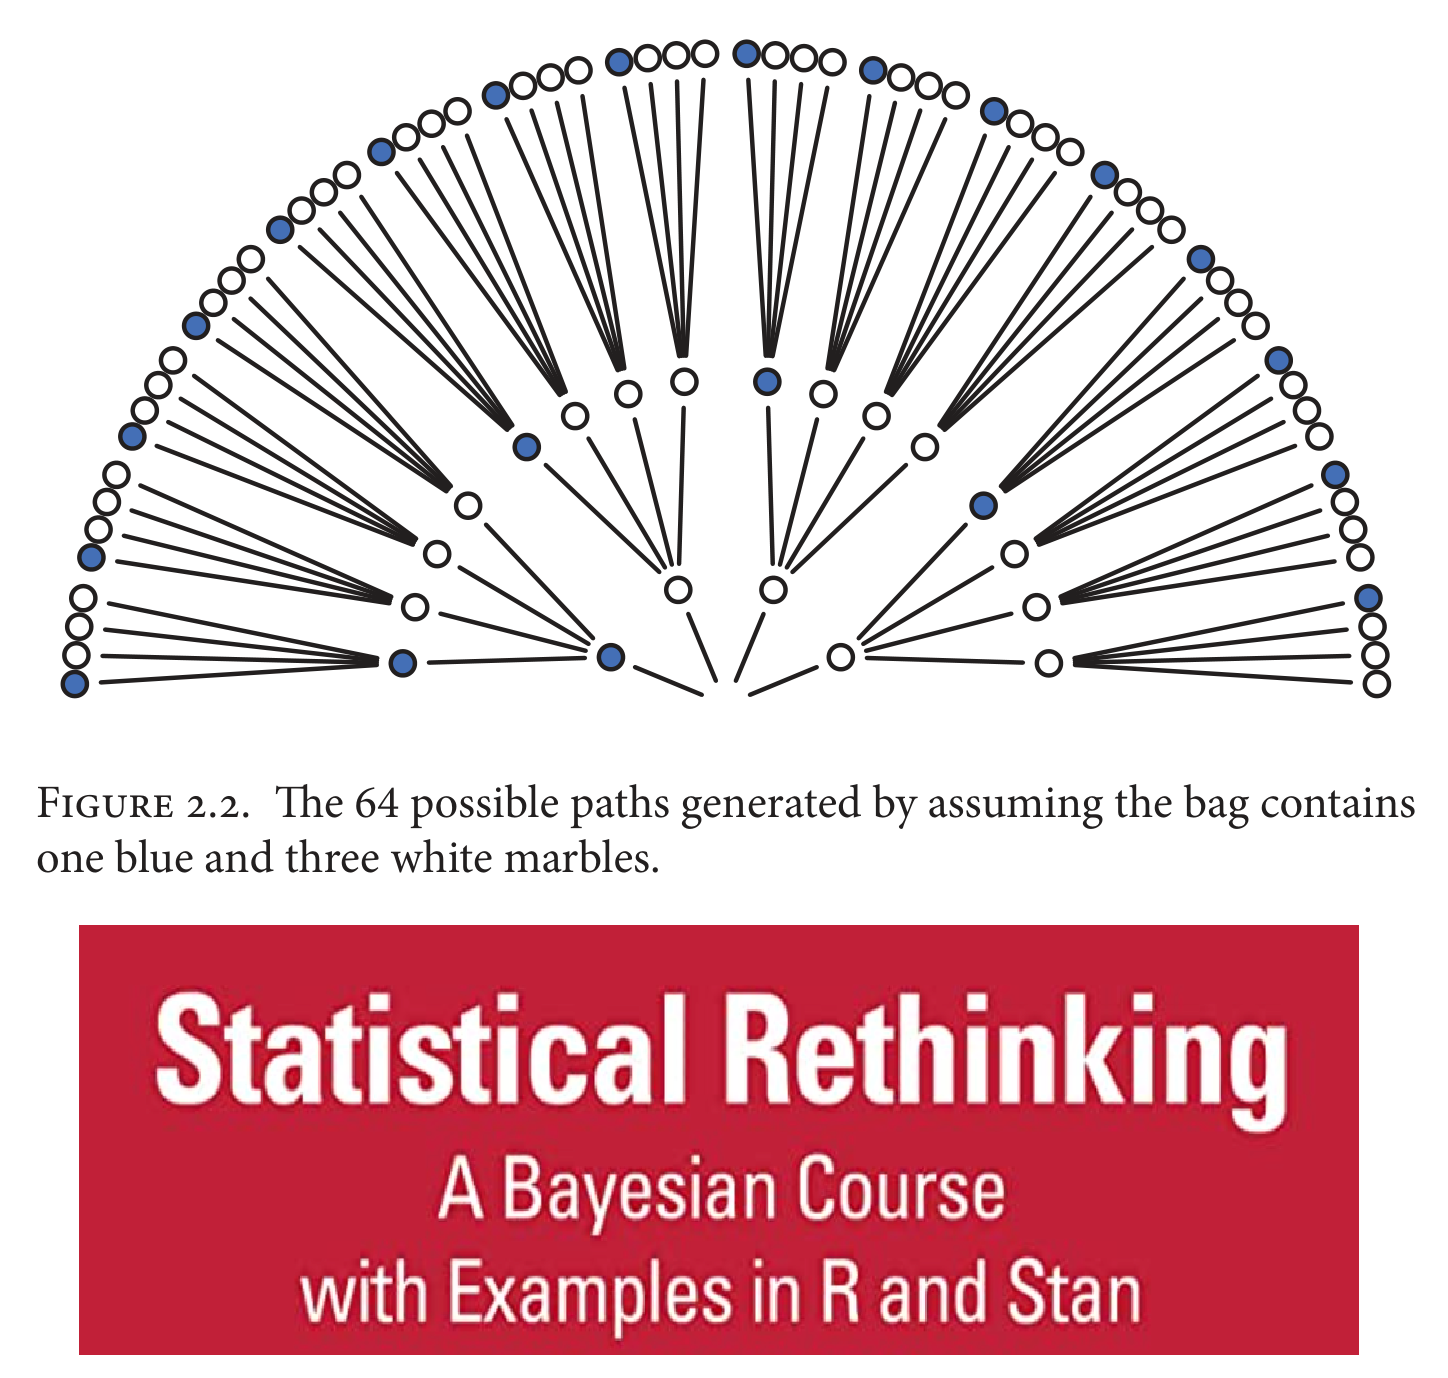 FIGURE 2.2. The 64 possible paths generated by assuming the bag contains
one blue and three white marbles.
Statistical Rethinking
A Bayesian Course
with Examples in R and Stan